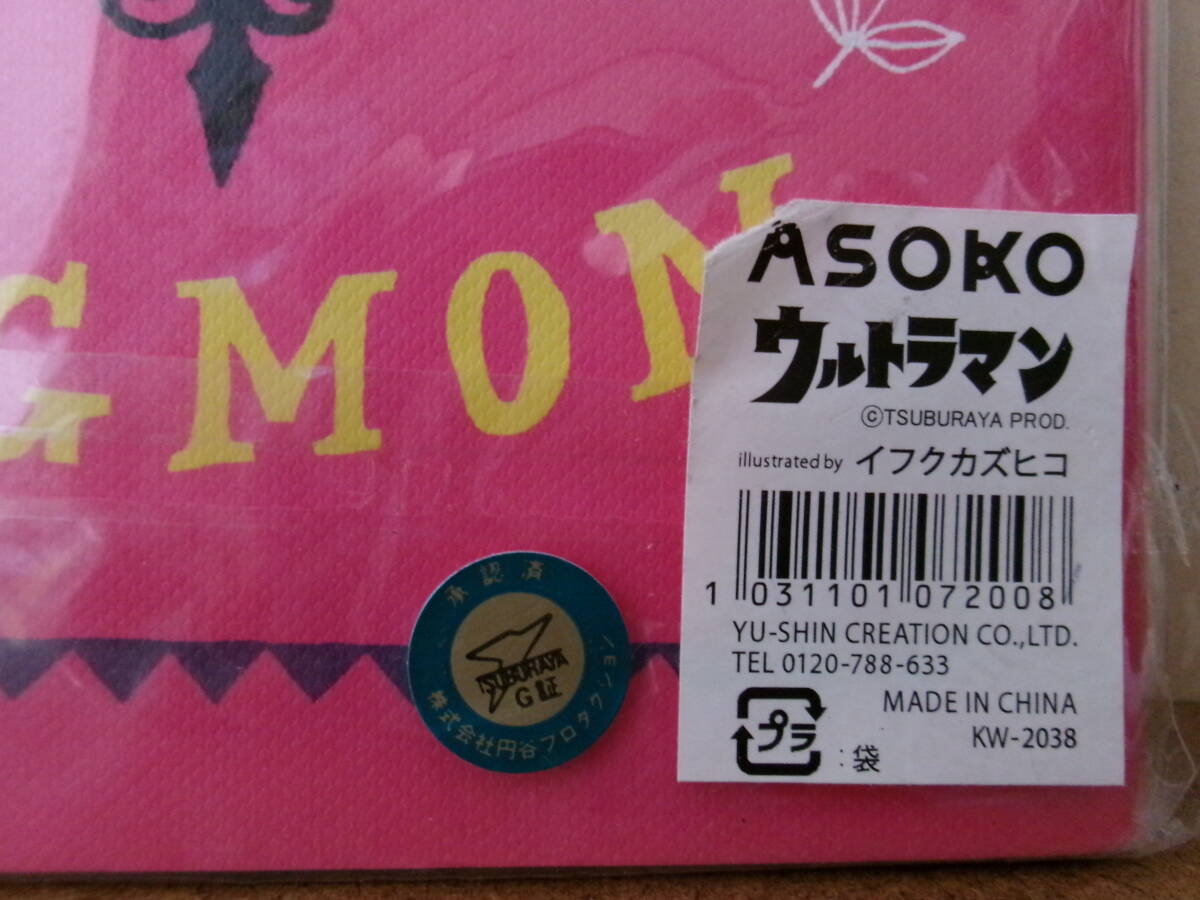 GMON
ASOKO
ウルトラマン
©TSUBURAYA PROD.
illustrated by イフクカズヒコ
1 031101 072008
YU-SHIN CREATION CO.,LTD.
TEL 0120-788-633
MADE IN CHINA
KW-2038
プラ
:袋
承認済
TSUBURAYA
G証
株式会社円谷プロダクション